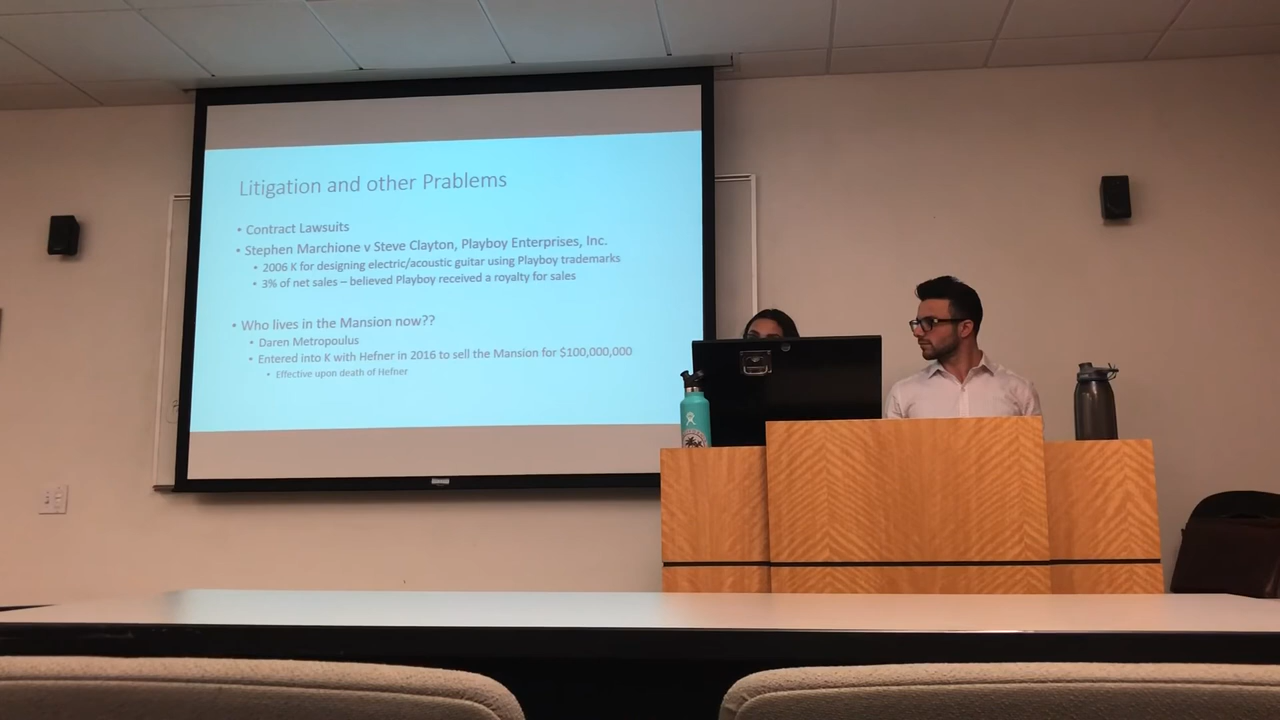 Litigation and other Prablems
• Contract Lawsuits
• Stephen Marchione v Steve Clayton, Playboy Enterprises, Inc.
• 2006 K for designing electric/acoustic guitar using Playboy trademarks
• 3% of net sales – believed Playboy received a royalty for sales
• Who lives in the Mansion now??
• Daren Metropoulus
• Entered into K with Hefner in 2016 to sell the Mansion for $100,000,000
• Effective upon death of Hefner